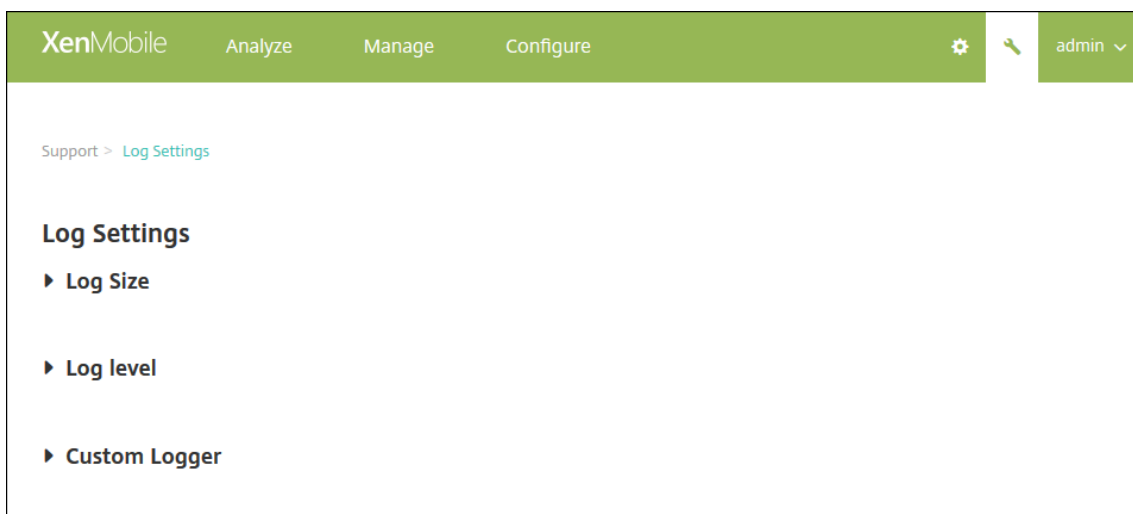 XenMobile Analyze Manage Configure admin
Support > Log Settings
Log Settings
Log Size
Log level
Custom Logger